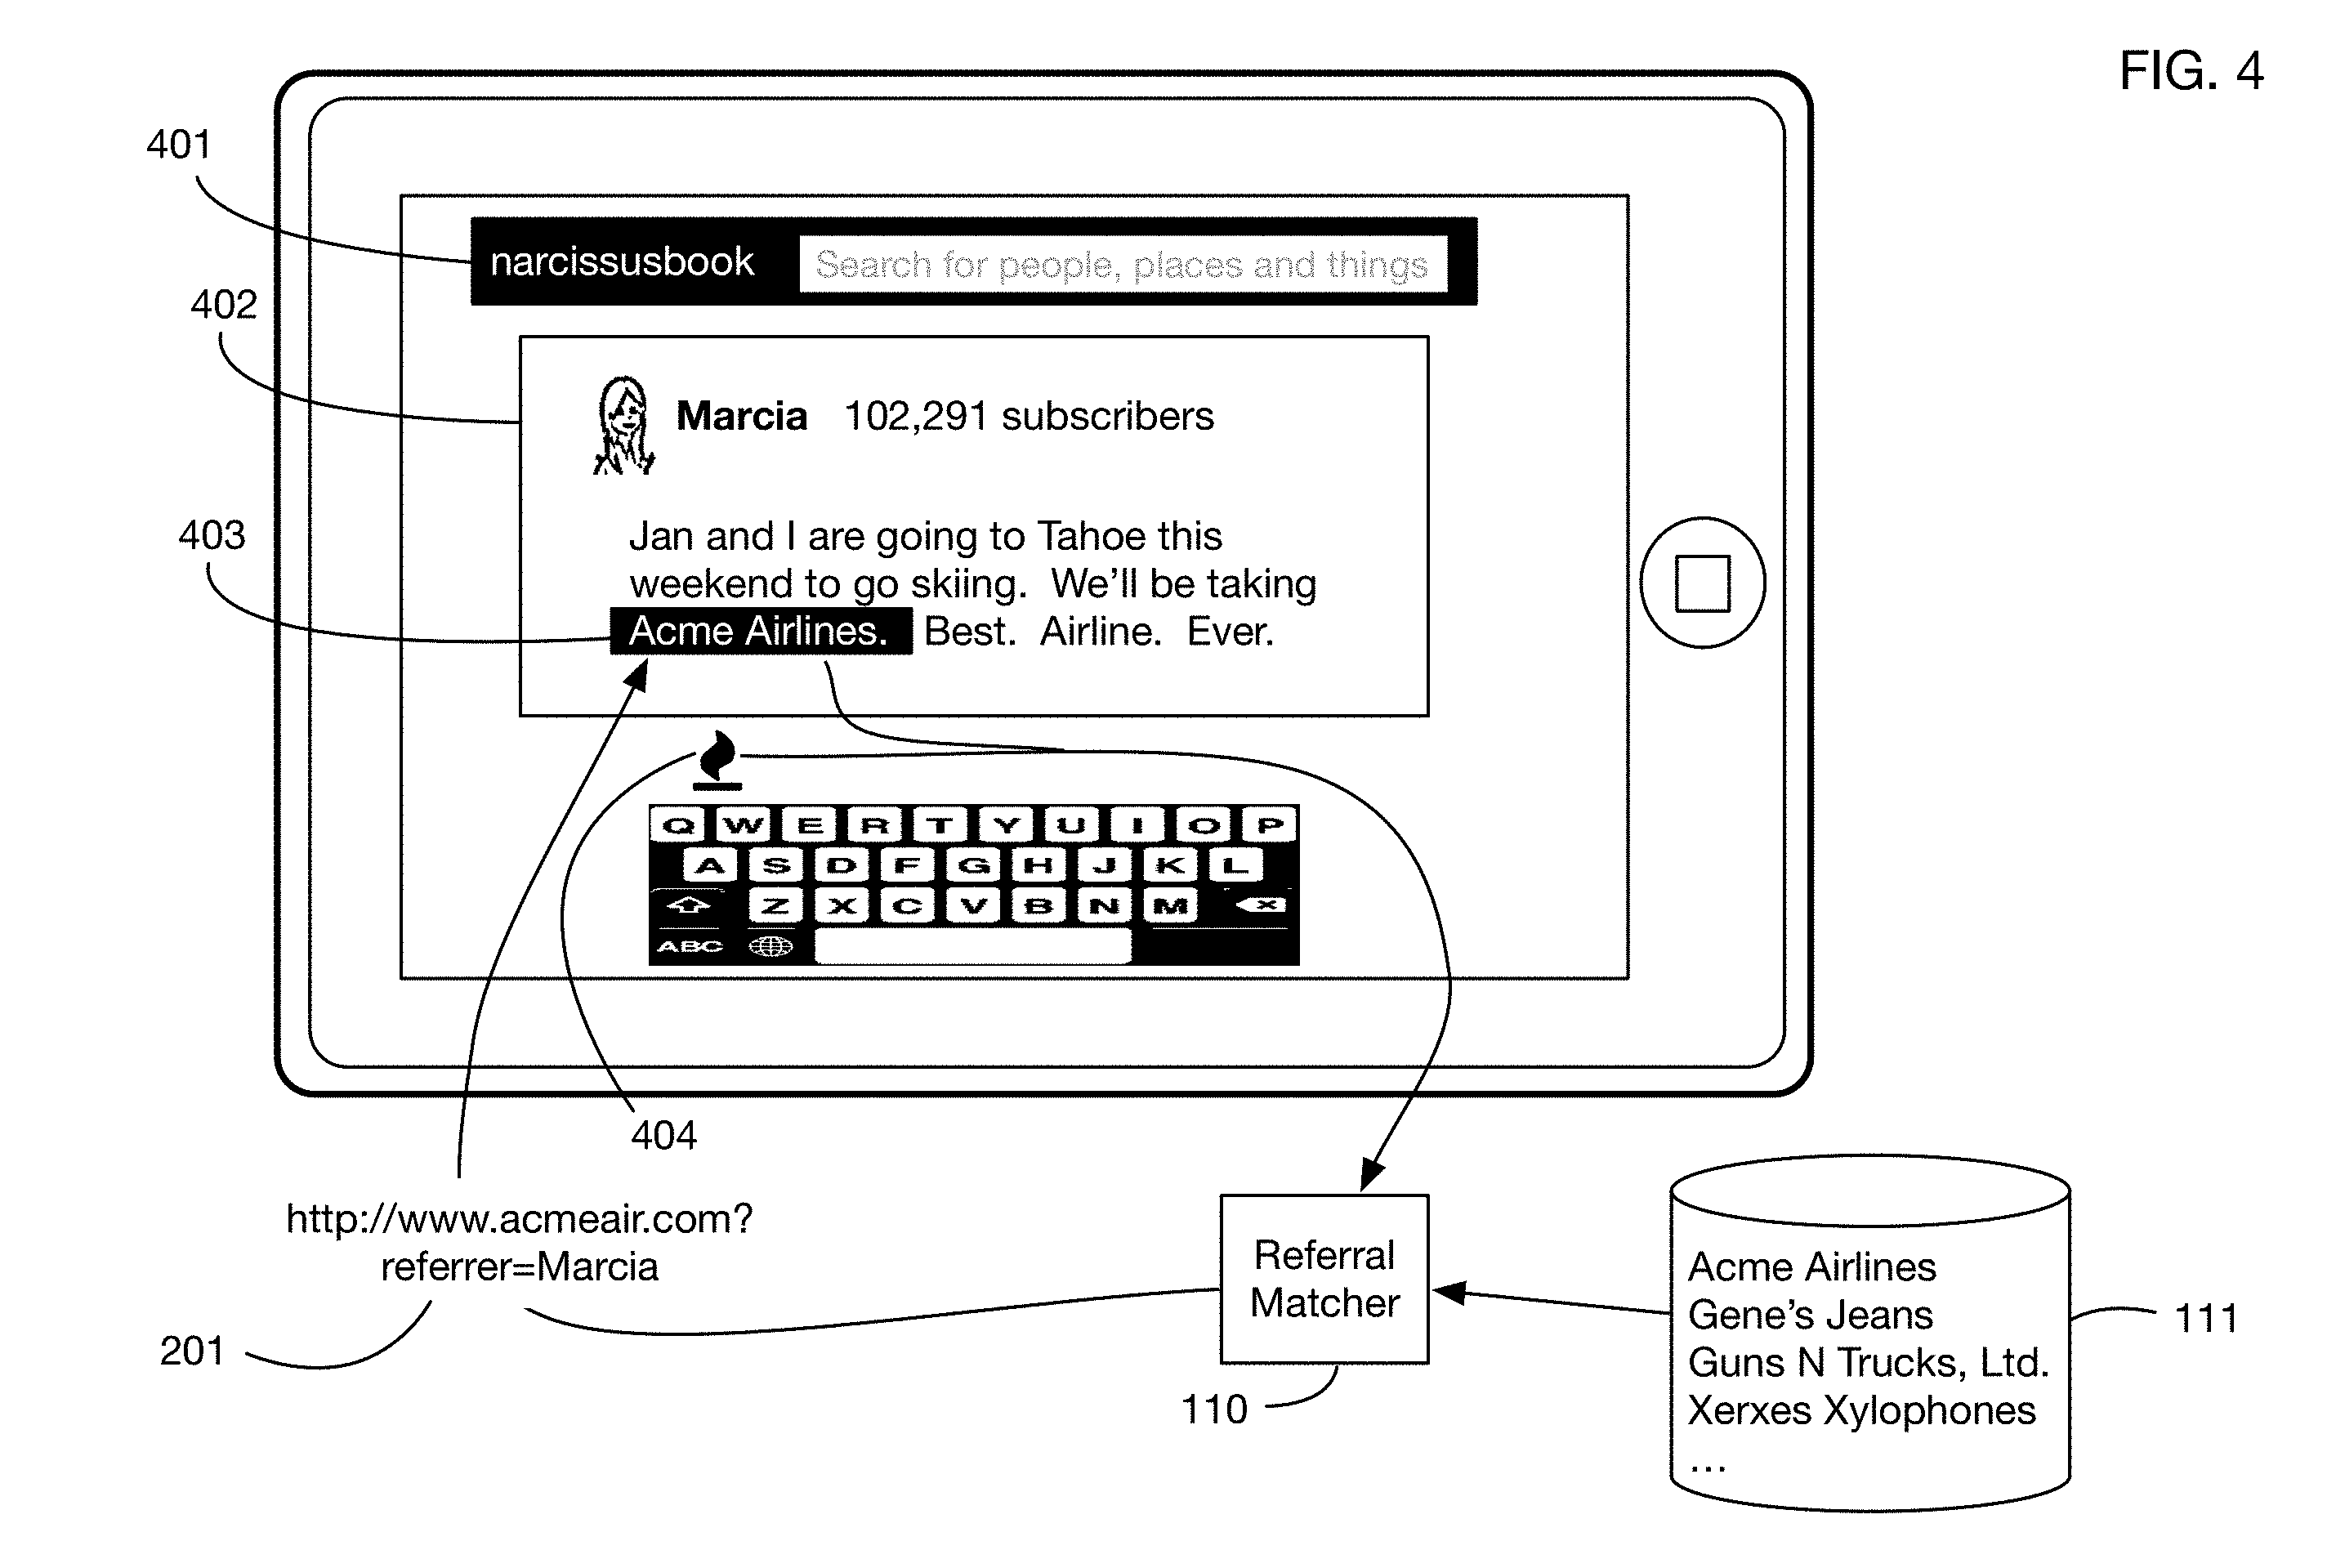 FIG. 4
401
narcissusbook
Search for people, places and things
402
Marcia 102,291 subscribers
403
Jan and I are going to Tahoe this
weekend to go skiing. We'll be taking
Acme Airlines. Best. Airline. Ever.
Q W E R T Y U I O P
A S D F G H J K L
Z X C V B N M
ABC
404
http://www.acmeair.com?
referrer=Marcia
201
Referral
Matcher
110
Acme Airlines
Gene's Jeans
Guns N Trucks, Ltd.
Xerxes Xylophones
...
111